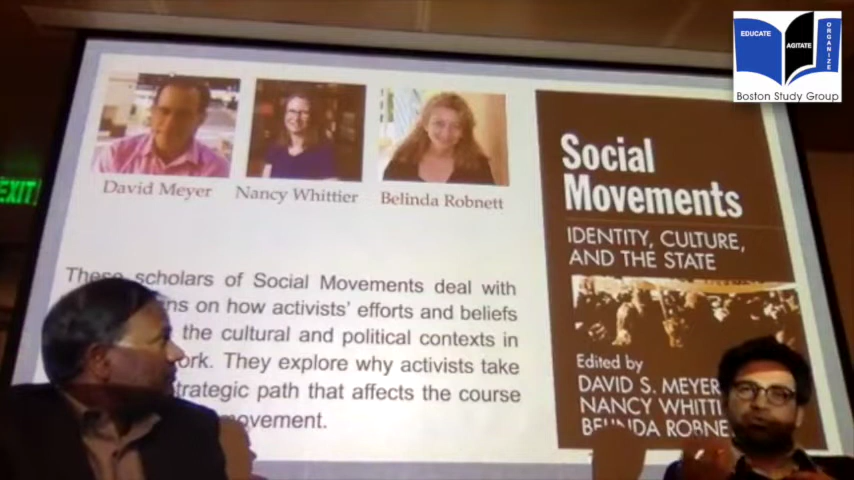 EDUCATE
AGITATE
ORGANIZE
Boston Study Group
EXIT
David Meyer
Nancy Whittier
Belinda Robnett
These scholars of Social Movements deal with
on how activists' efforts and beliefs
the cultural and political contexts in
They explore why activists take
strategic path that affects the course
movement.
Social
Movements
IDENTITY, CULTURE,
AND THE STATE
Edited by
DAVID S. MEYER
NANCY